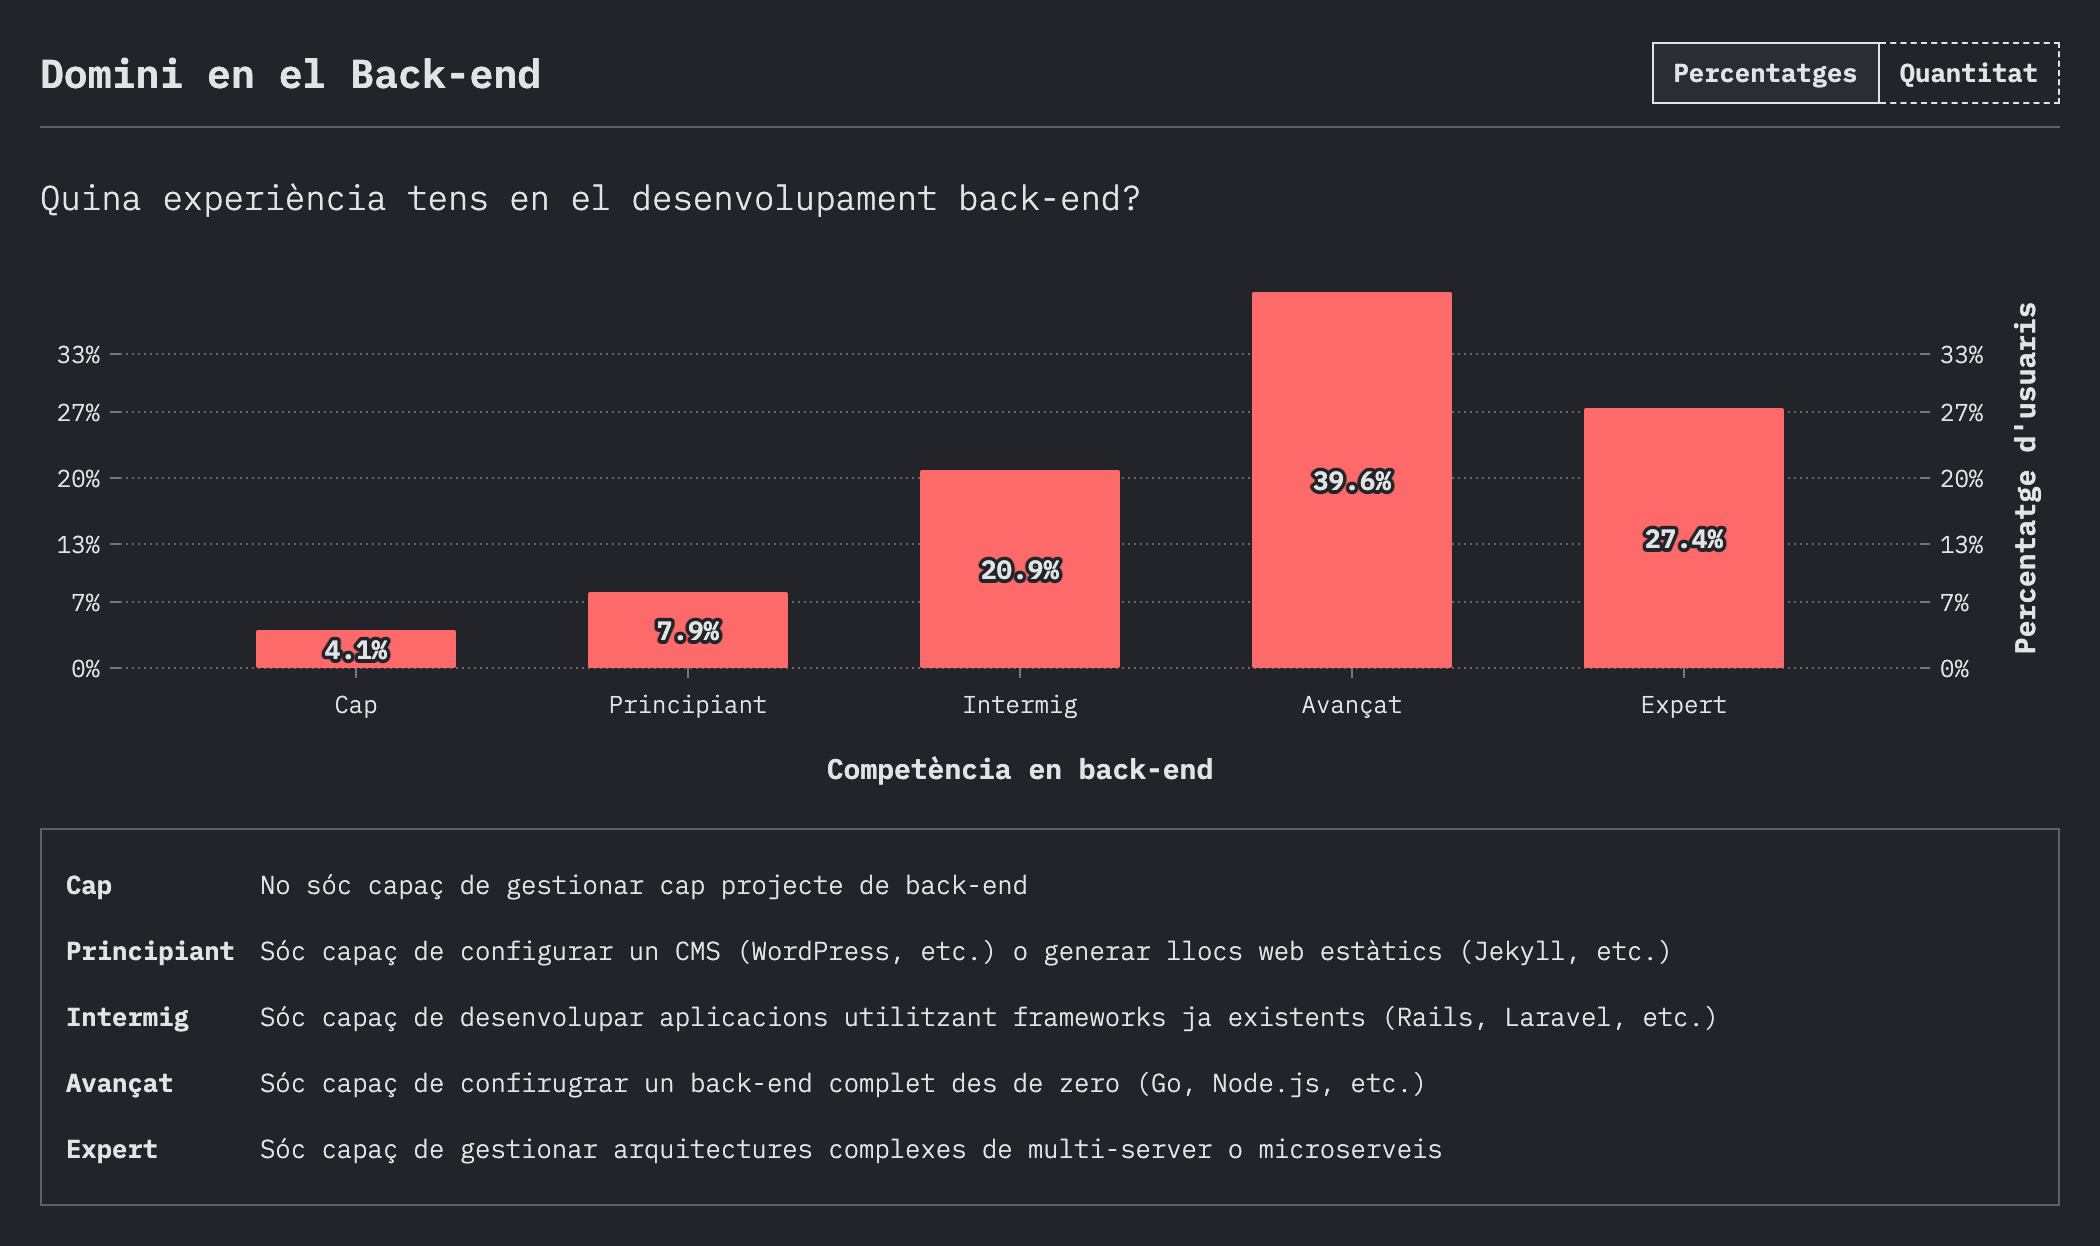 Domini en el Back-end
Percentatges Quantitat
Quina experiència tens en el desenvolupament back-end?
33% 33%
27% 27%
20% 20%
13% 13%
7% 7%
0% 0%
4.1% 7.9% 20.9% 39.6% 27.4%
Cap Principiant Intermig Avançat Expert
Competència en back-end
Percentatge d'usuaris
Cap No sóc capaç de gestionar cap projecte de back-end
Principiant Sóc capaç de configurar un CMS (WordPress, etc.) o generar llocs web estàtics (Jekyll, etc.)
Intermig Sóc capaç de desenvolupar aplicacions utilitzant frameworks ja existents (Rails, Laravel, etc.)
Avançat Sóc capaç de confirugrar un back-end complet des de zero (Go, Node.js, etc.)
Expert Sóc capaç de gestionar arquitectures complexes de multi-server o microserveis